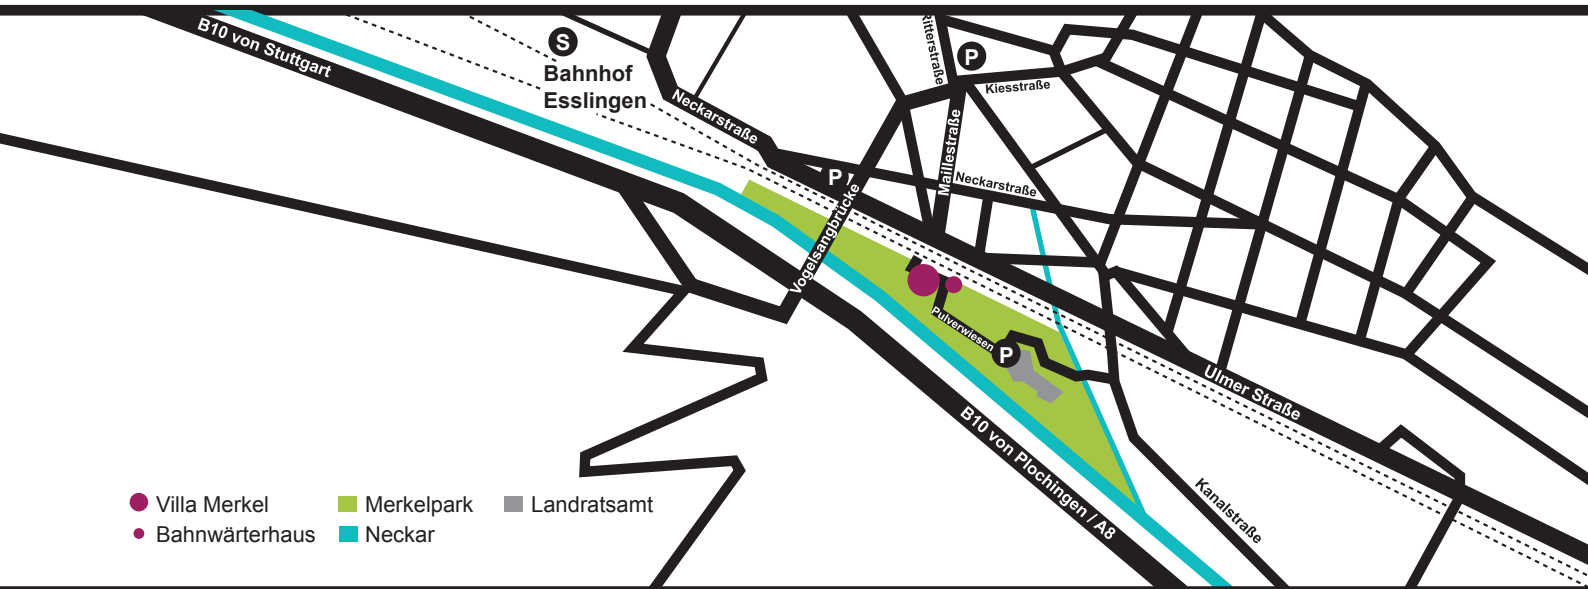 B10 von Stuttgart
S
Bahnhof
Esslingen
Neckarstraße
Ritterstraße
P
Kiesstraße
Maillestraße
Neckarstraße
P
Vogelsangbrücke
Pulverwiesen
P
Ulmer Straße
B10 von Plochingen / A8
Kanalstraße
Villa Merkel
Merkelpark
Landratsamt
Bahnwärterhaus
Neckar